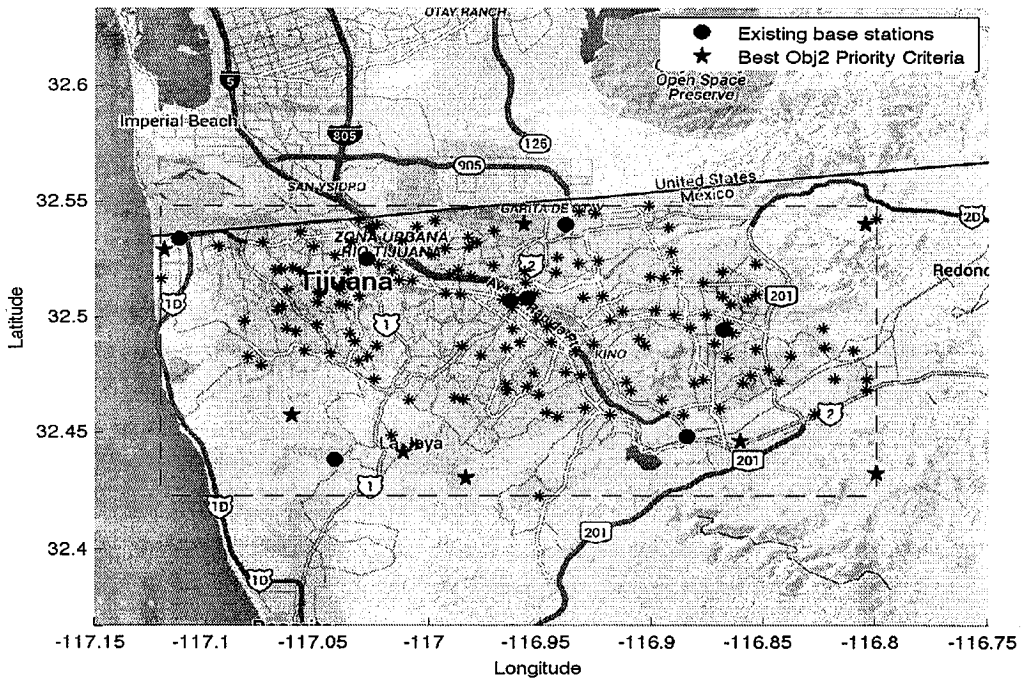 OTAY RANCH
Existing base stations
Best Obj2 Priority Criteria
32.6
5
Open Space
Preserve
Imperial Beach
805
125
905
SAN YSIDRO
United States
Mexico
32.55
GARITA DE OTAY
2D
ZONA URBANA
RIO TIJUANA
2
Redono
Tijuana
201
1D
32.5
1
KINO
Latitude
2
32.45
La Joya
201
1
1D
201
32.4
1D
-117.15
-117.1
-117.05
-117
-116.95
-116.9
-116.85
-116.8
-116.75
Longitude